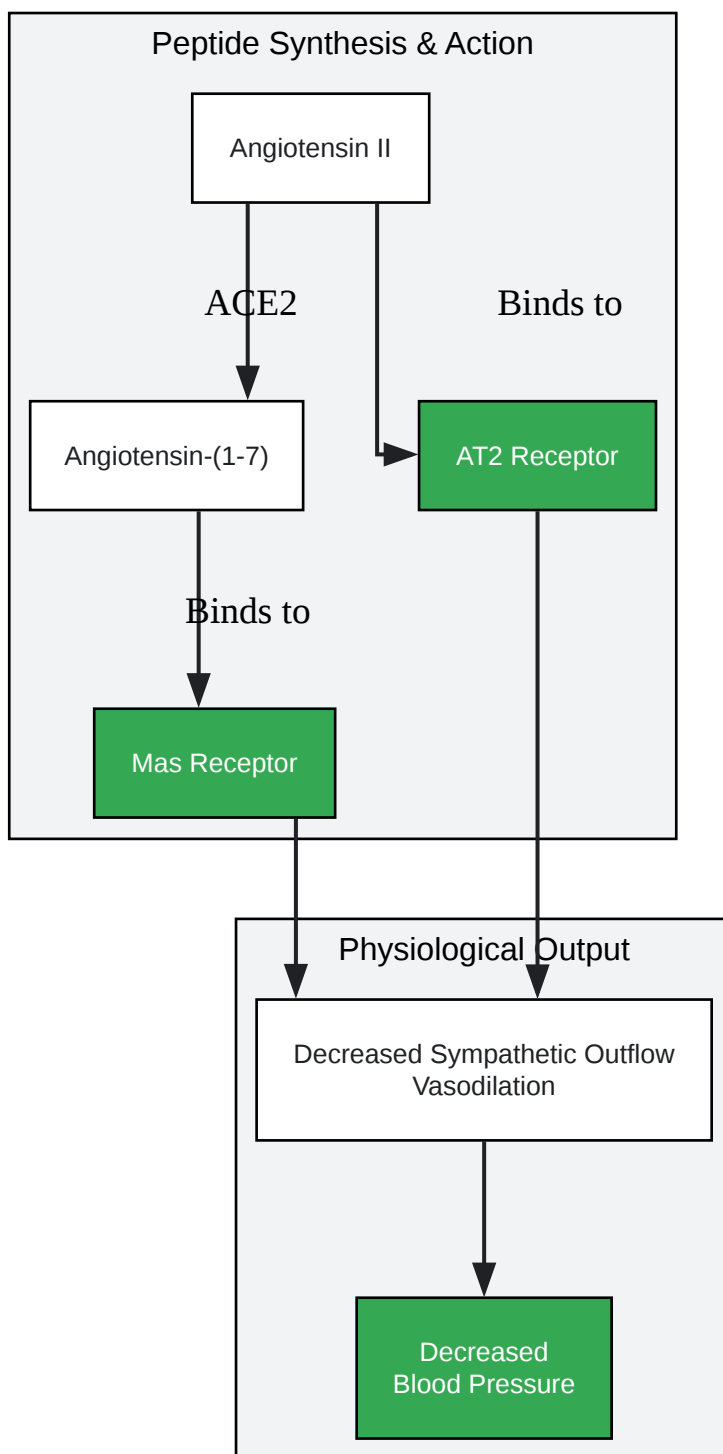 Peptide Synthesis & Action
Angiotensin II
ACE2
Binds to
Angiotensin-(1-7)
AT2 Receptor
Binds to
Mas Receptor
Physiological Output
Decreased Sympathetic Outflow
Vasodilation
Decreased
Blood Pressure